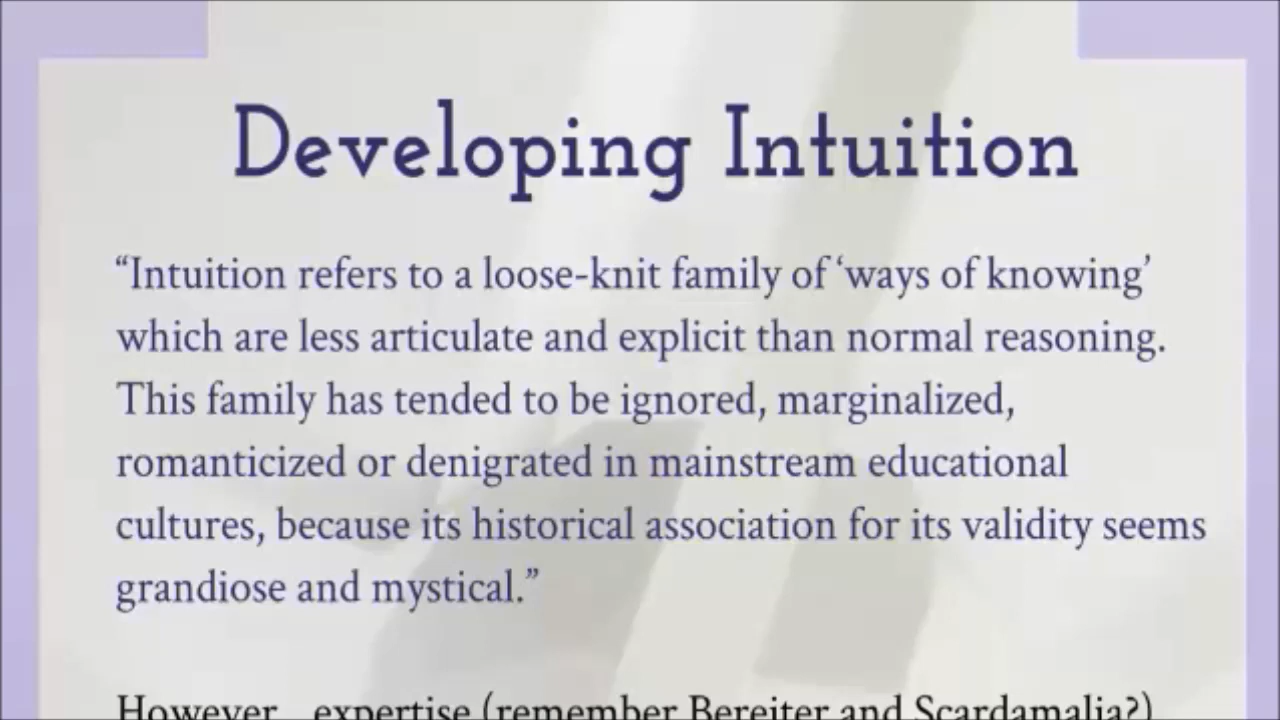 Developing Intuition
“Intuition refers to a loose-knit family of ‘ways of knowing’
which are less articulate and explicit than normal reasoning.
This family has tended to be ignored, marginalized,
romanticized or denigrated in mainstream educational
cultures, because its historical association for its validity seems
grandiose and mystical.”
However… expertise (remember Bereiter and Scardamalia?)